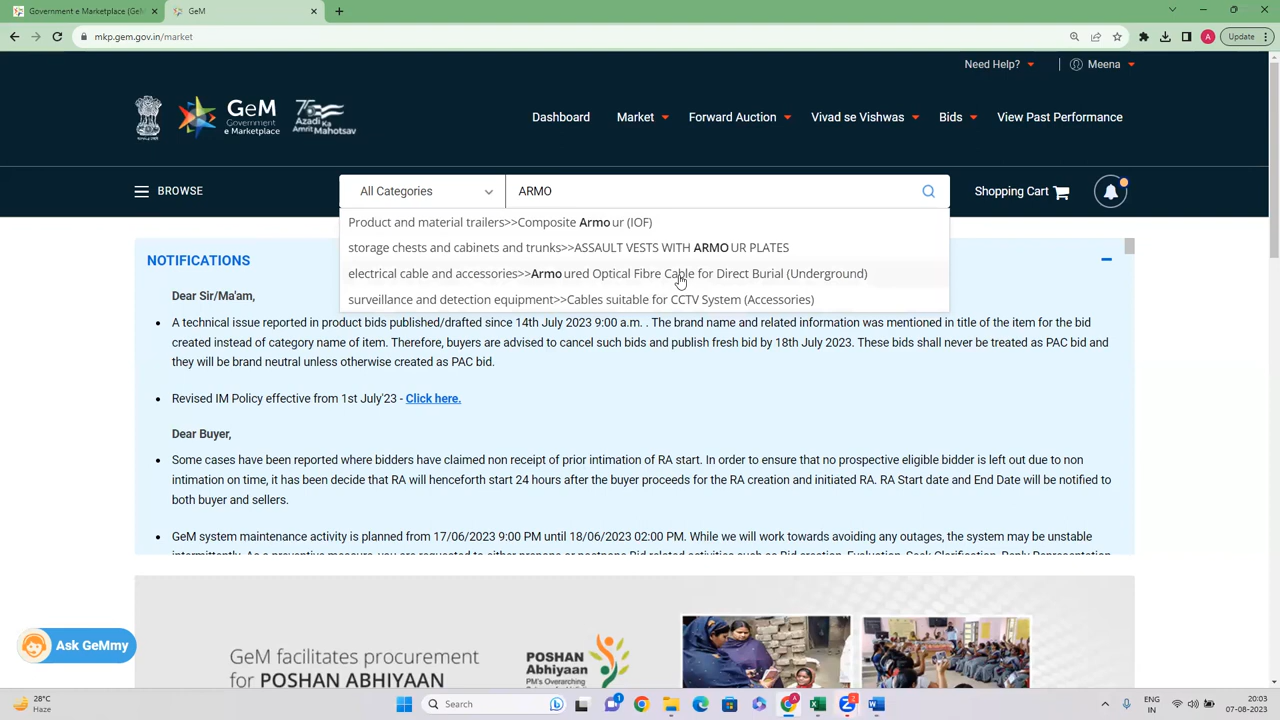 Government e Marketplace (GeM)
GeM
mkp.gem.gov.in/market
A
Update
Need Help?
Meena
GeM
Government
e Marketplace
75
Azadi
Ka
Amrit Mahotsav
Dashboard
Market
Forward Auction
Vivad se Vishwas
Bids
View Past Performance
BROWSE
All Categories
ARMO
Shopping Cart
Product and material trailers>>Composite Armour (IOF)
storage chests and cabinets and trunks>>ASSAULT VESTS WITH ARMOUR PLATES
electrical cable and accessories>>Armoured Optical Fibre Cable for Direct Burial (Underground)
surveillance and detection equipment>>Cables suitable for CCTV System (Accessories)
NOTIFICATIONS
Dear Sir/Ma'am,
A technical issue reported in product bids published/drafted since 14th July 2023 9:00 a.m. . The brand name and related information was mentioned in title of the item for the bid
created instead of category name of item. Therefore, buyers are advised to cancel such bids and publish fresh bid by 18th July 2023. These bids shall never be treated as PAC bid and
they will be brand neutral unless otherwise created as PAC bid.
Revised IM Policy effective from 1st July'23 - Click here.
Dear Buyer,
Some cases have been reported where bidders have claimed non receipt of prior intimation of RA start. In order to ensure that no prospective eligible bidder is left out due to non
intimation on time, it has been decide that RA will henceforth start 24 hours after the buyer proceeds for the RA creation and initiated RA. RA Start date and End Date will be notified to
both buyer and sellers.
GeM system maintenance activity is planned from 17/06/2023 9:00 PM until 18/06/2023 02:00 PM. While we will work towards avoiding any outages, the system may be unstable
Ask GeMmy
GeM facilitates procurement
for POSHAN ABHIYAAN
POSHAN
Abhiyaan
PM's Overarching
28°C
Haze
Search
1
2
ENG
IN
20:03
07-08-2023